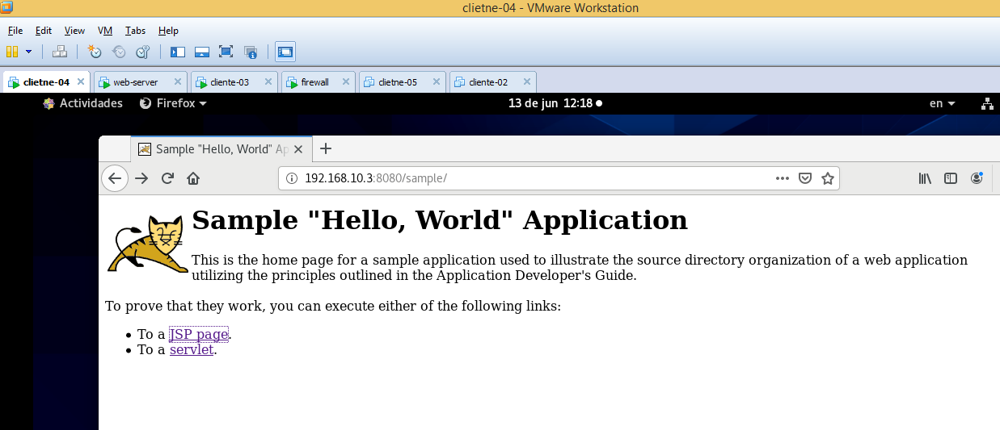 clietne-04 - VMware Workstation
File Edit View VM Tabs Help
clietne-04 web-server cliente-03 firewall clietne-05 cliente-02
Actividades Firefox 13 de jun 12:18 en
Sample "Hello, World" Ap
192.168.10.3:8080/sample/
Sample "Hello, World" Application
This is the home page for a sample application used to illustrate the source directory organization of a web application
utilizing the principles outlined in the Application Developer's Guide.
To prove that they work, you can execute either of the following links:
• To a JSP page.
• To a servlet.